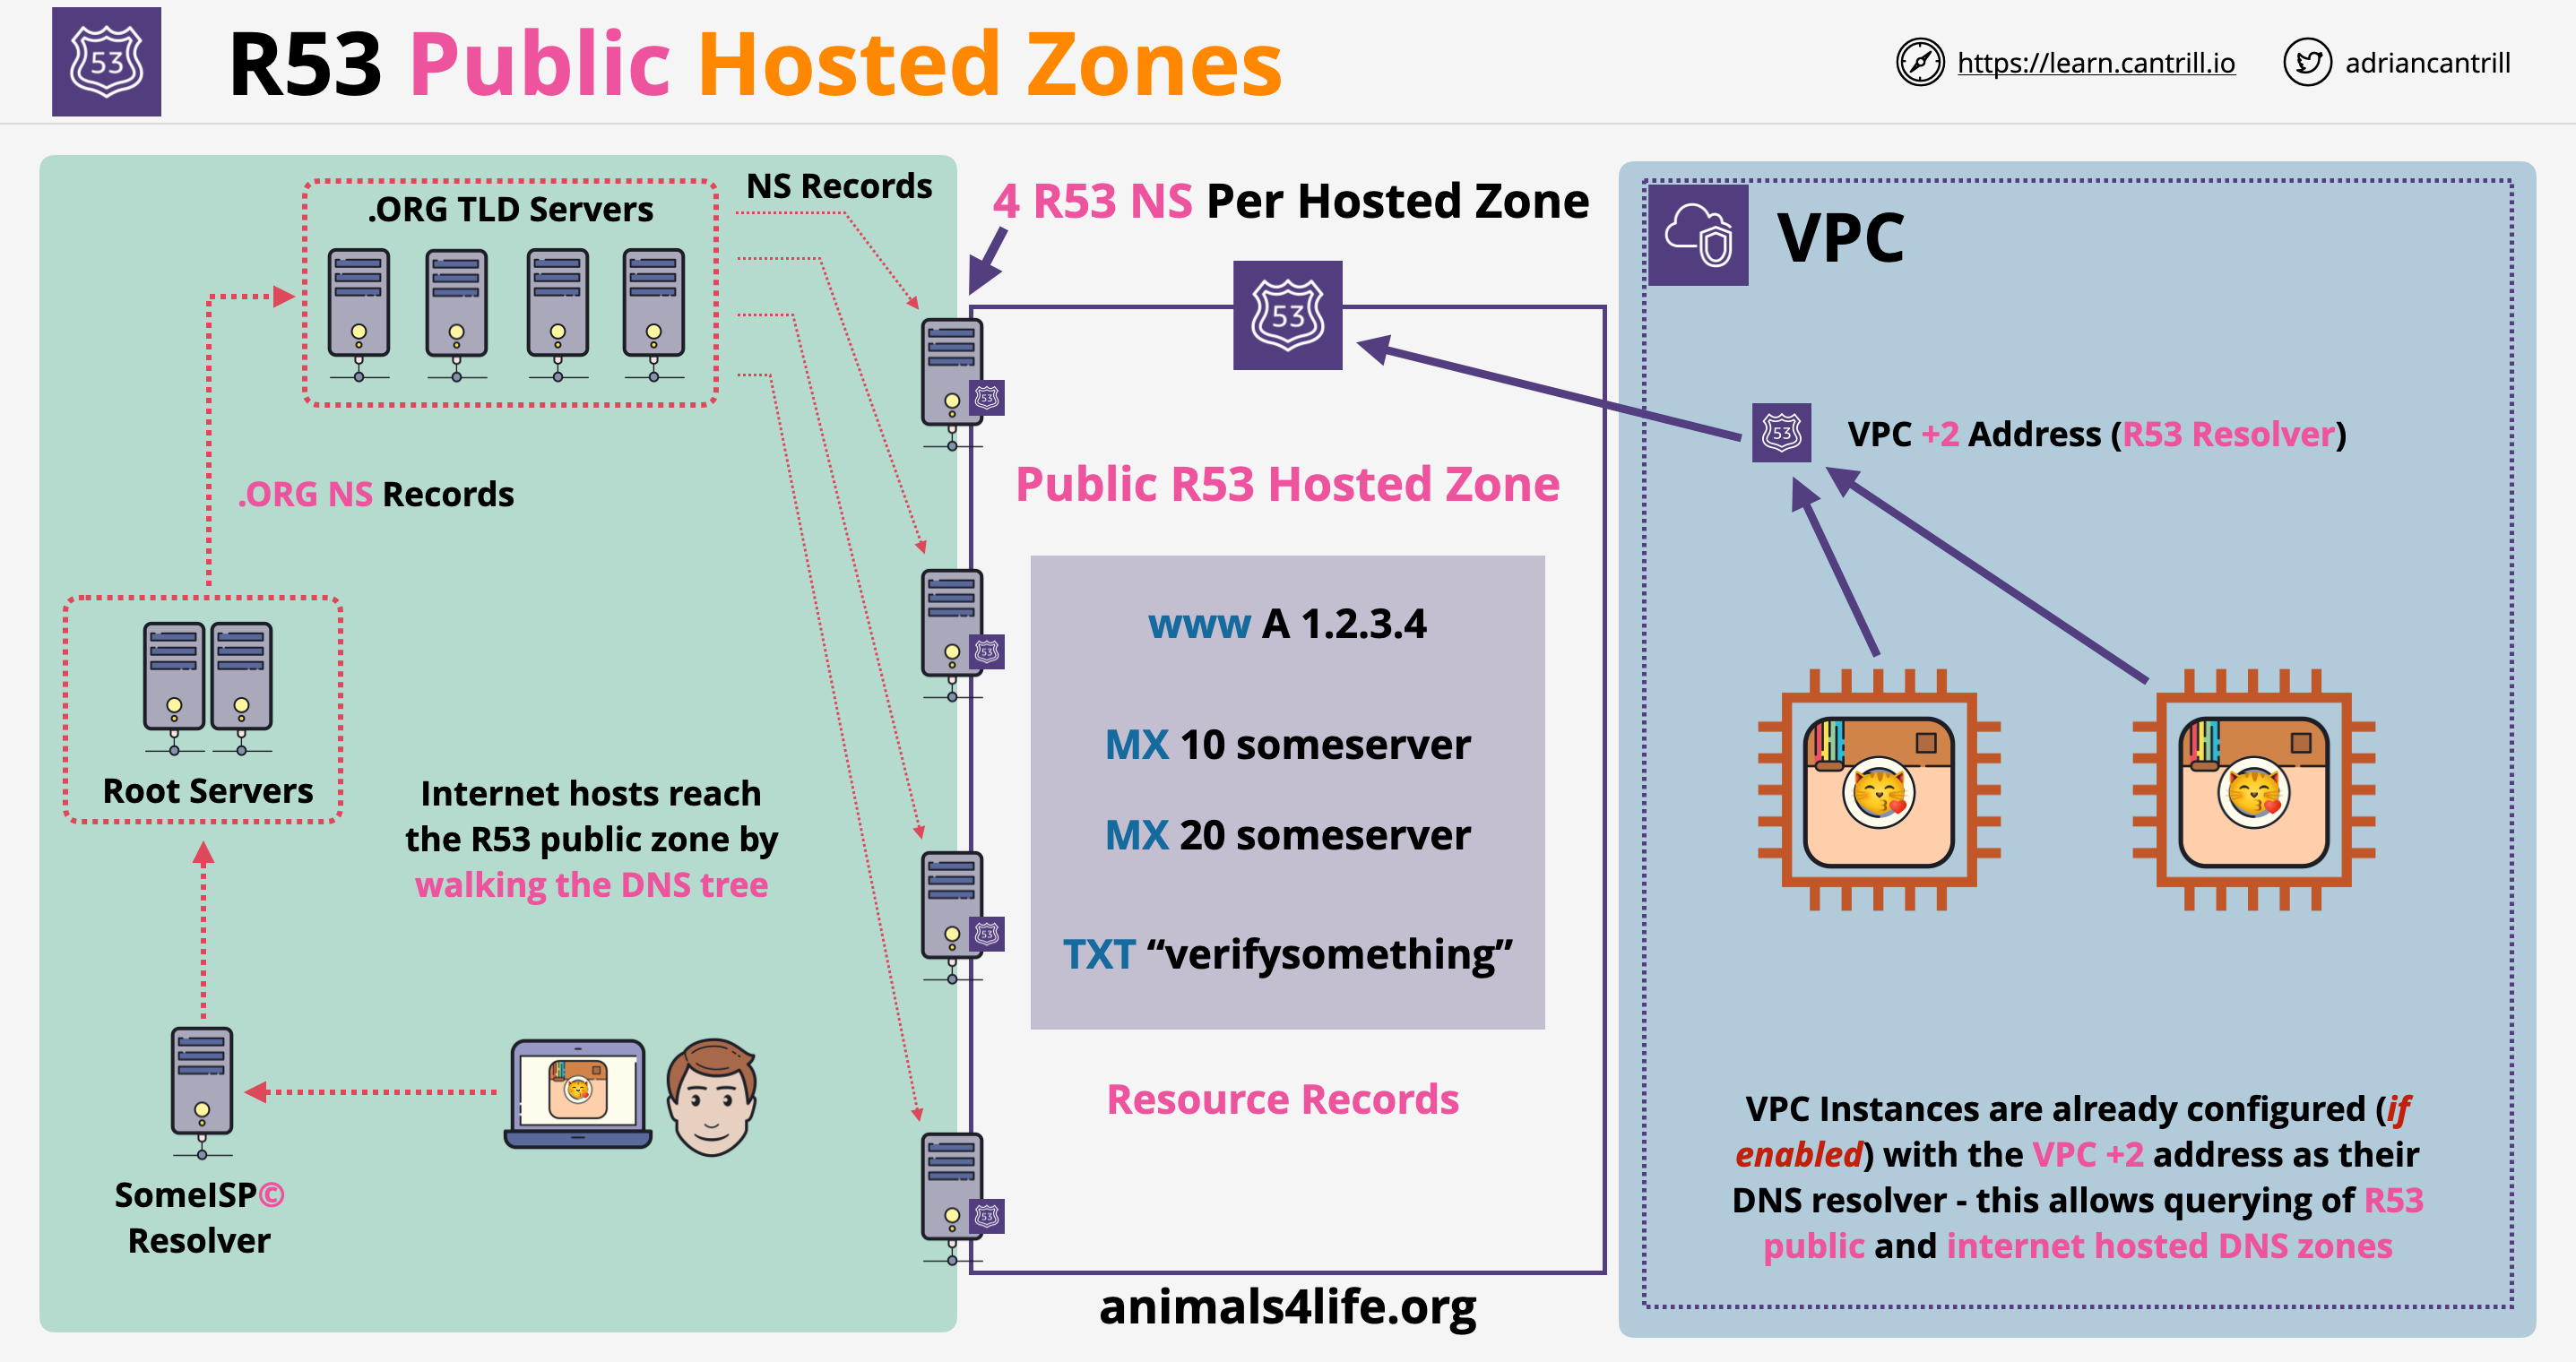 53
R53 Public Hosted Zones
https://learn.cantrill.io
adriancantrill
.ORG TLD Servers
NS Records
.ORG NS Records
Root Servers
Internet hosts reach
the R53 public zone by
walking the DNS tree
SomeISP©
Resolver
4 R53 NS Per Hosted Zone
53
53
53
53
53
Public R53 Hosted Zone
www A 1.2.3.4
MX 10 someserver
MX 20 someserver
TXT “verifysomething”
Resource Records
animals4life.org
VPC
53
VPC +2 Address (R53 Resolver)
VPC Instances are already configured (if
enabled) with the VPC +2 address as their
DNS resolver - this allows querying of R53
public and internet hosted DNS zones